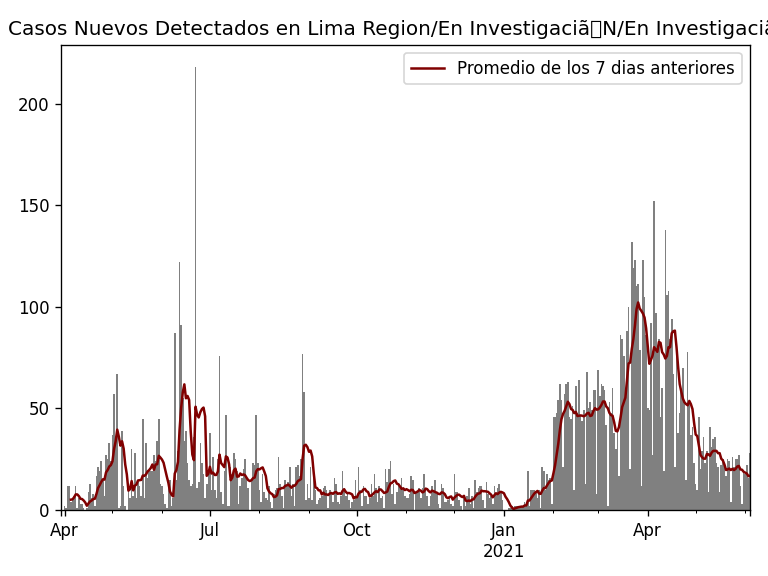 Casos Nuevos Detectados en Lima Region/En Investigaciã▯N/En Investigaciã
Promedio de los 7 dias anteriores
200
150
100
50
0
Apr Jul Oct Jan Apr
2021